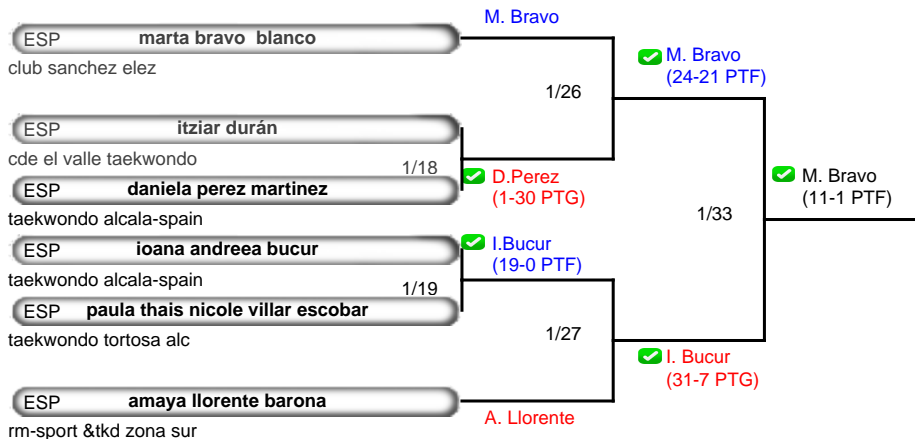 M. Bravo
ESP marta bravo  blanco
club sanchez elez
M. Bravo
(24-21 PTF)
1/26
ESP itziar durán
cde el valle taekwondo
1/18
D.Perez
(1-30 PTG)
ESP daniela perez martinez
taekwondo alcala-spain
M. Bravo
(11-1 PTF)
1/33
ESP ioana andreea bucur
taekwondo alcala-spain
I.Bucur
(19-0 PTF)
1/19
ESP paula thais nicole villar escobar
taekwondo tortosa alc
1/27
I. Bucur
(31-7 PTG)
ESP amaya llorente barona
rm-sport &tkd zona sur
A. Llorente